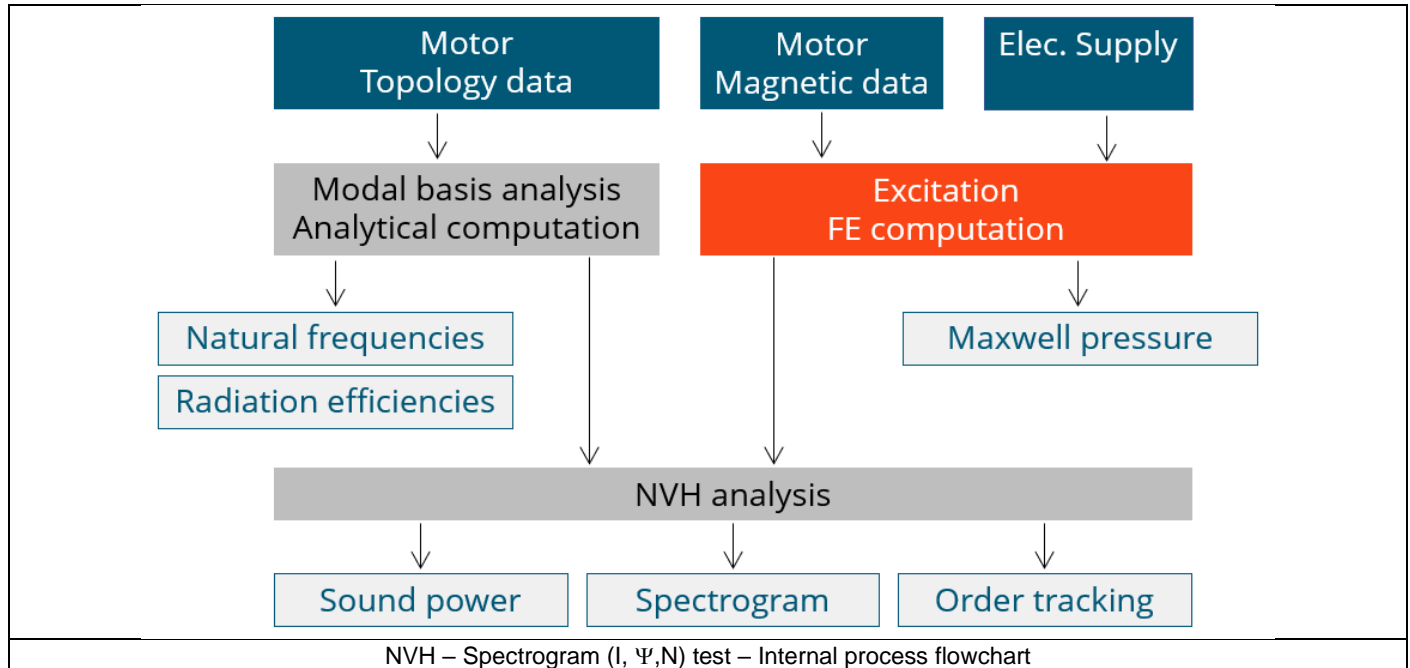 Motor
Topology data
Motor
Magnetic data
Elec. Supply
Modal basis analysis
Analytical computation
Excitation
FE computation
Natural frequencies
Radiation efficiencies
Maxwell pressure
NVH analysis
Sound power
Spectrogram
Order tracking
NVH – Spectrogram (I, Ψ,N) test – Internal process flowchart